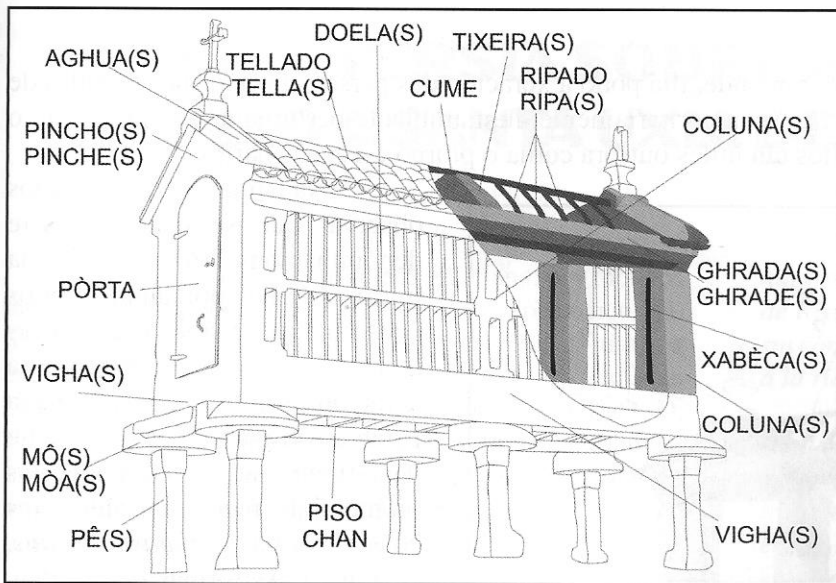 DOELA(S)
TIXEIRA(S)
AGHUA(S)
TELLADO
TELLA(S)
CUME
RIPADO
RIPA(S)
COLUNA(S)
PINCHO(S)
PINCHE(S)
PÒRTA
GHRADA(S)
GHRADE(S)
XABÈCA(S)
VIGHA(S)
COLUNA(S)
MÔ(S)
MÒA(S)
PÊ(S)
PISO
CHAN
VIGHA(S)